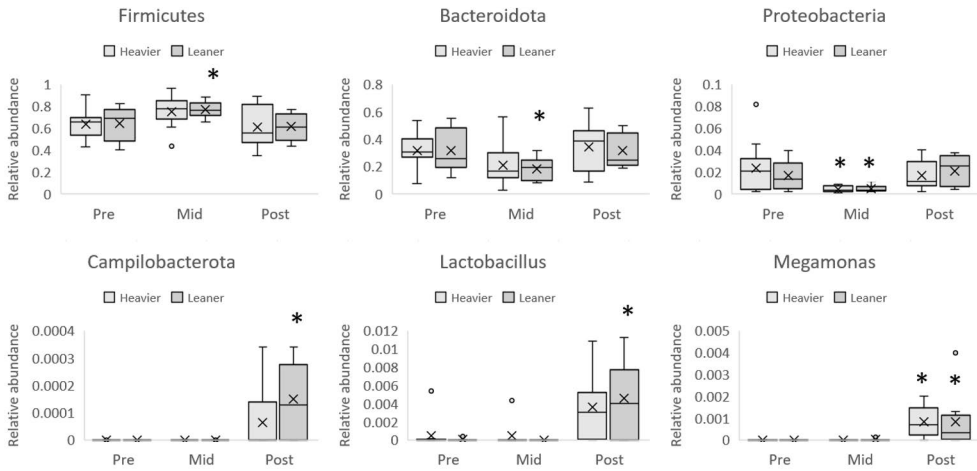 Firmicutes
Heavier Leaner
Relative abundance
1
0.8
0.6
0.4
0.2
0
*
Pre Mid Post
Bacteroidota
Heavier Leaner
Relative abundance
0.8
0.6
0.4
0.2
0
*
Pre Mid Post
Proteobacteria
Heavier Leaner
Relative abundance
0.1
0.08
0.06
0.04
0.02
0
* *
Pre Mid Post
Campilobacterota
Heavier Leaner
Relative abundance
0.0004
0.0003
0.0002
0.0001
0
*
Pre Mid Post
Lactobacillus
Heavier Leaner
Relative abundance
0.012
0.01
0.008
0.006
0.004
0.002
0
*
Pre Mid Post
Megamonas
Heavier Leaner
Relative abundance
0.005
0.004
0.003
0.002
0.001
0
* *
Pre Mid Post